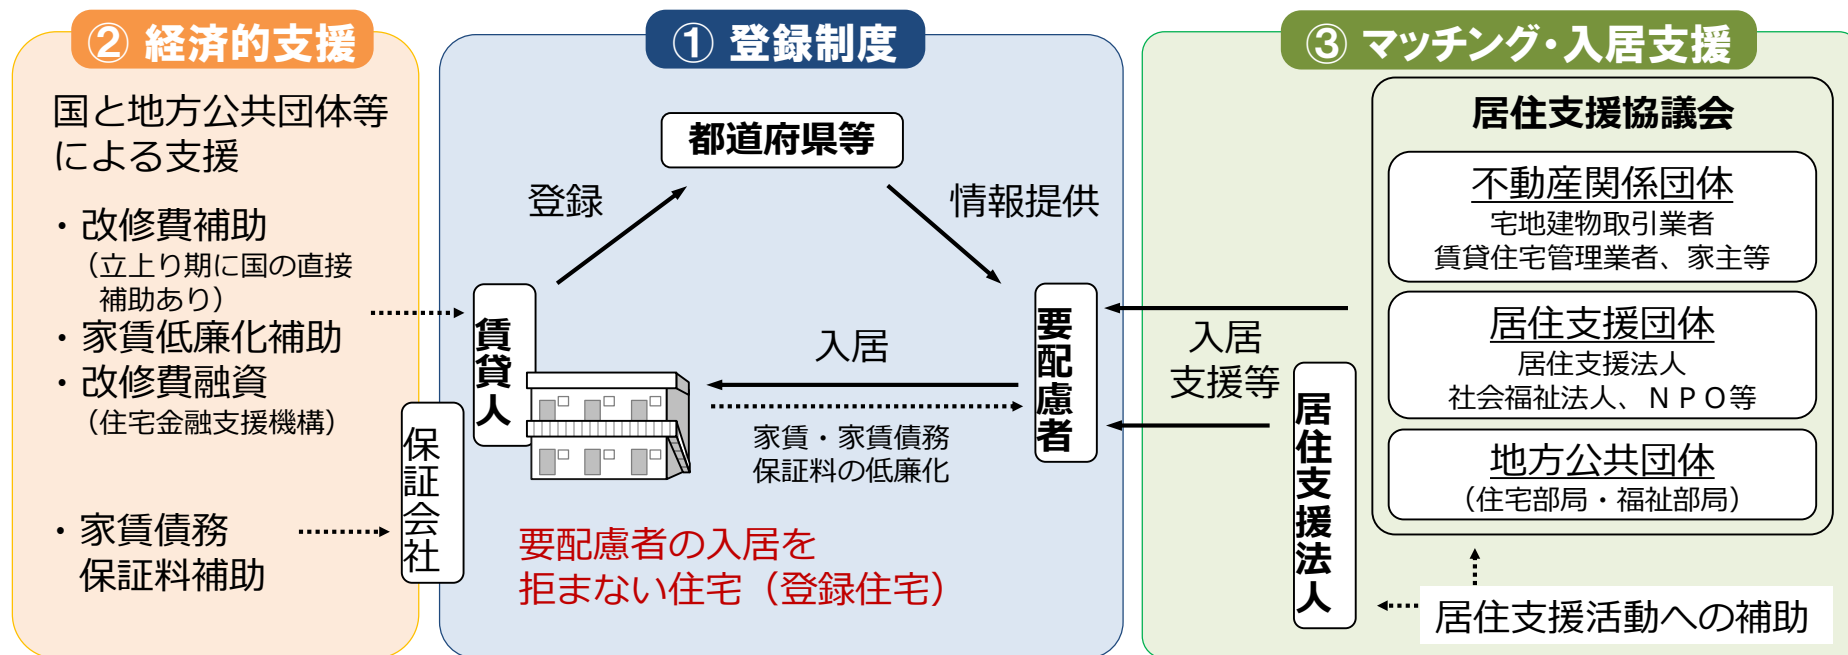 ② 経済的支援
国と地方公共団体等
による支援
・改修費補助
（立上り期に国の直接
補助あり）
・家賃低廉化補助
・改修費融資
（住宅金融支援機構）
・家賃債務
保証料補助
保証会社
① 登録制度
都道府県等
登録
情報提供
賃貸人
入居
家賃・家賃債務
保証料の低廉化
要配慮者
要配慮者の入居を
拒まない住宅（登録住宅）
③ マッチング・入居支援
入居
支援等
居住支援法人
居住支援協議会
不動産関係団体
宅地建物取引業者
賃貸住宅管理業者、家主等
居住支援団体
居住支援法人
社会福祉法人、ＮＰＯ等
地方公共団体
（住宅部局・福祉部局）
居住支援活動への補助